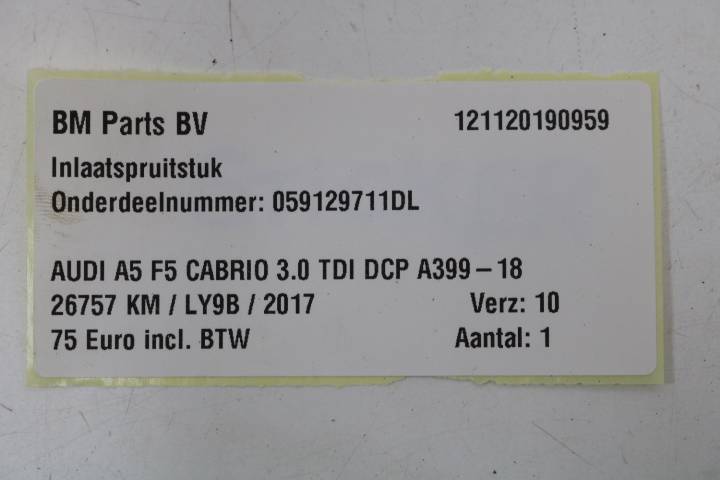 BM Parts BV 121120190959
Inlaatspruitstuk
Onderdeelnummer: 059129711DL
AUDI A5 F5 CABRIO 3.0 TDI DCP A399-18
26757 KM / LY9B / 2017 Verz: 10
75 Euro incl. BTW Aantal: 1